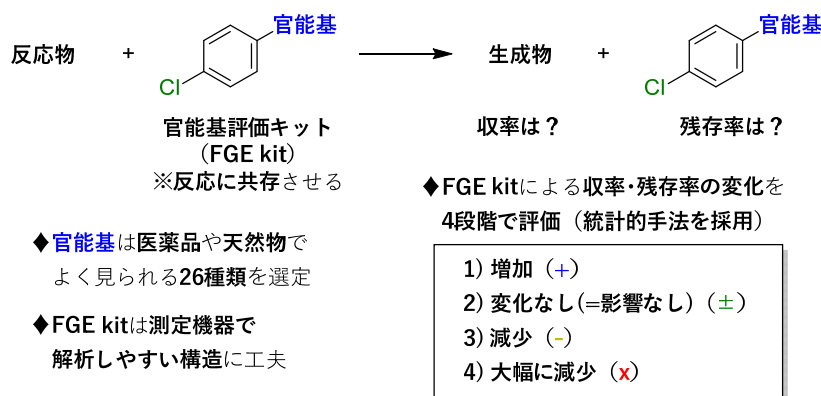 官能基
官能基
反応物 + 生成物 +
Cl
Cl
官能基評価キット
（FGE kit）
※反応に共存させる
収率は？
残存率は？
♦FGE kitによる収率･残存率の変化を
4段階で評価（統計的手法を採用）
♦官能基は医薬品や天然物で
よく見られる26種類を選定
♦FGE kitは測定機器で
解析しやすい構造に工夫
1) 増加（+）
2) 変化なし(=影響なし)（±）
3) 減少（-）
4) 大幅に減少（x）